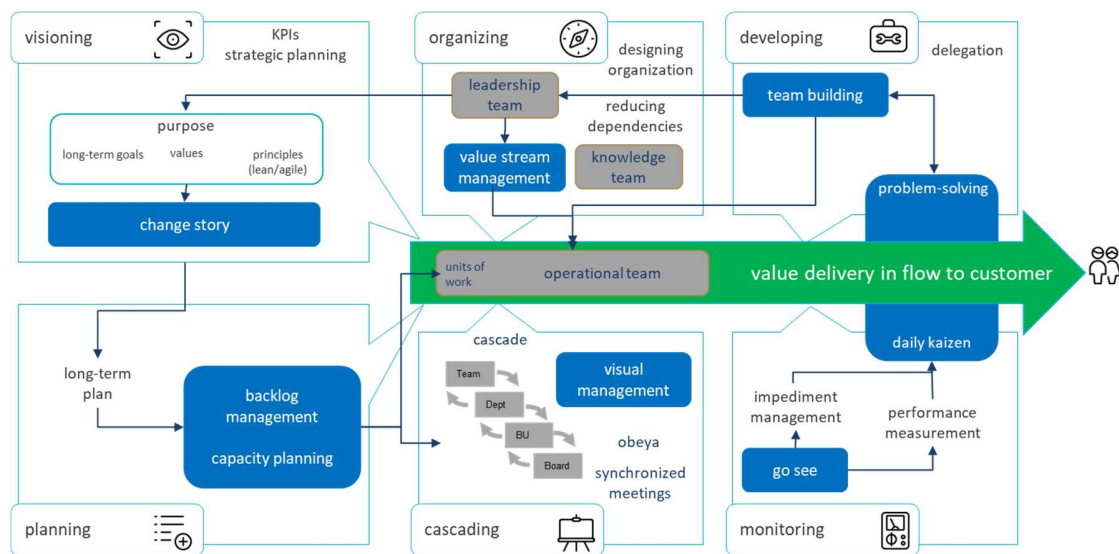 visioning
KPIs
strategic planning
purpose
long-term goals
values
principles
(lean/agile)
change story
organizing
designing
organization
leadership
team
reducing
dependencies
value stream
management
knowledge
team
developing
delegation
team building
problem-solving
units of
work
operational team
value delivery in flow to customer
daily kaizen
long-term
plan
backlog
management
capacity planning
planning
cascade
Team
Dept
BU
Board
visual
management
obeya
synchronized
meetings
cascading
impediment
management
performance
measurement
go see
monitoring